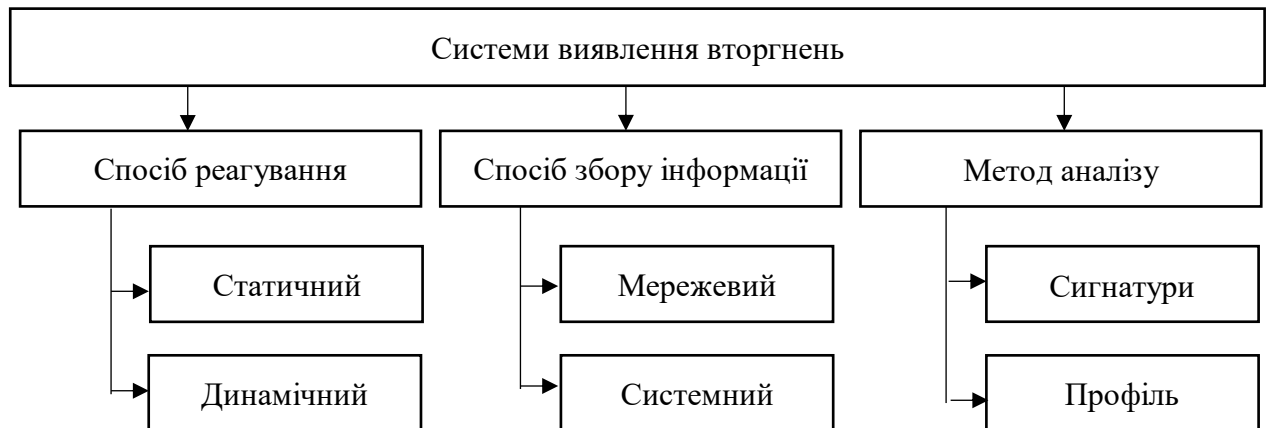 Системи виявлення вторгнень
Спосіб реагування
Спосіб збору інформації
Метод аналізу
Статичний
Мережевий
Сигнатури
Динамічний
Системний
Профіль